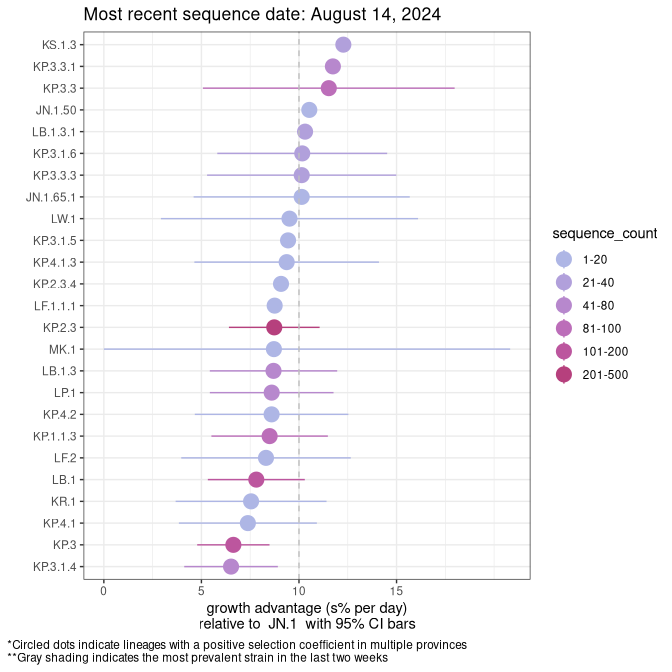 Most recent sequence date: August 14, 2024
KS.1.3
KP.3.3.1
KP.3.3
JN.1.50
LB.1.3.1
KP.3.1.6
KP.3.3.3
JN.1.65.1
LW.1
KP.3.1.5
KP.4.1.3
KP.2.3.4
LF.1.1.1
KP.2.3
MK.1
LB.1.3
LP.1
KP.4.2
KP.1.1.3
LF.2
LB.1
KR.1
KP.4.1
KP.3
KP.3.1.4
0 5 10 15
growth advantage (s% per day)
relative to JN.1 with 95% CI bars
sequence_count
1-20
21-40
41-80
81-100
101-200
201-500
*Circled dots indicate lineages with a positive selection coefficient in multiple provinces
**Gray shading indicates the most prevalent strain in the last two weeks